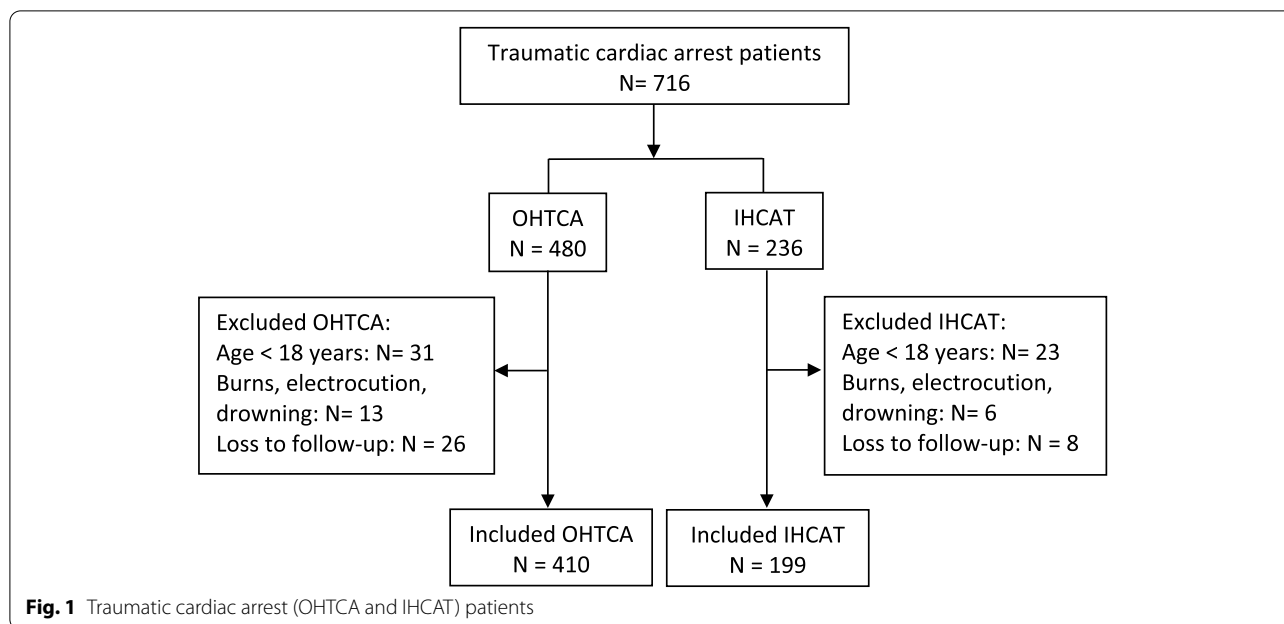 Traumatic cardiac arrest patients
N= 716
OHTCA
N = 480
IHCAT
N = 236
Excluded OHTCA:
Age < 18 years: N= 31
Burns, electrocution,
drowning: N= 13
Loss to follow-up: N = 26
Excluded IHCAT:
Age < 18 years: N= 23
Burns, electrocution,
drowning: N= 6
Loss to follow-up: N = 8
Included OHTCA
N = 410
Included IHCAT
N = 199
Fig. 1 Traumatic cardiac arrest (OHTCA and IHCAT) patients